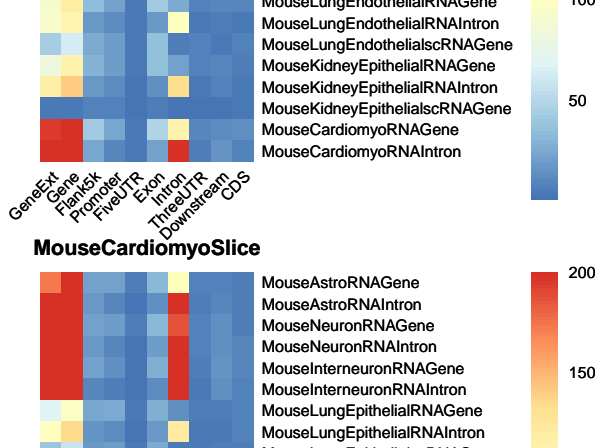 MouseLungEndothelialRNAGene
100
MouseLungEndothelialRNAIntron
MouseLungEndothelialscRNAGene
MouseKidneyEpithelialRNAGene
MouseKidneyEpithelialRNAIntron
50
MouseKidneyEpithelialscRNAGene
MouseCardiomyoRNAGene
MouseCardiomyoRNAIntron
GeneExt
Gene
Flank5k
Promoter
FiveUTR
Exon
Intron
ThreeUTR
Downstream
CDS
MouseCardiomyoSlice
MouseAstroRNAGene
200
MouseAstroRNAIntron
MouseNeuronRNAGene
MouseNeuronRNAIntron
MouseInterneuronRNAGene
150
MouseInterneuronRNAIntron
MouseLungEpithelialRNAGene
MouseLungEpithelialRNAIntron